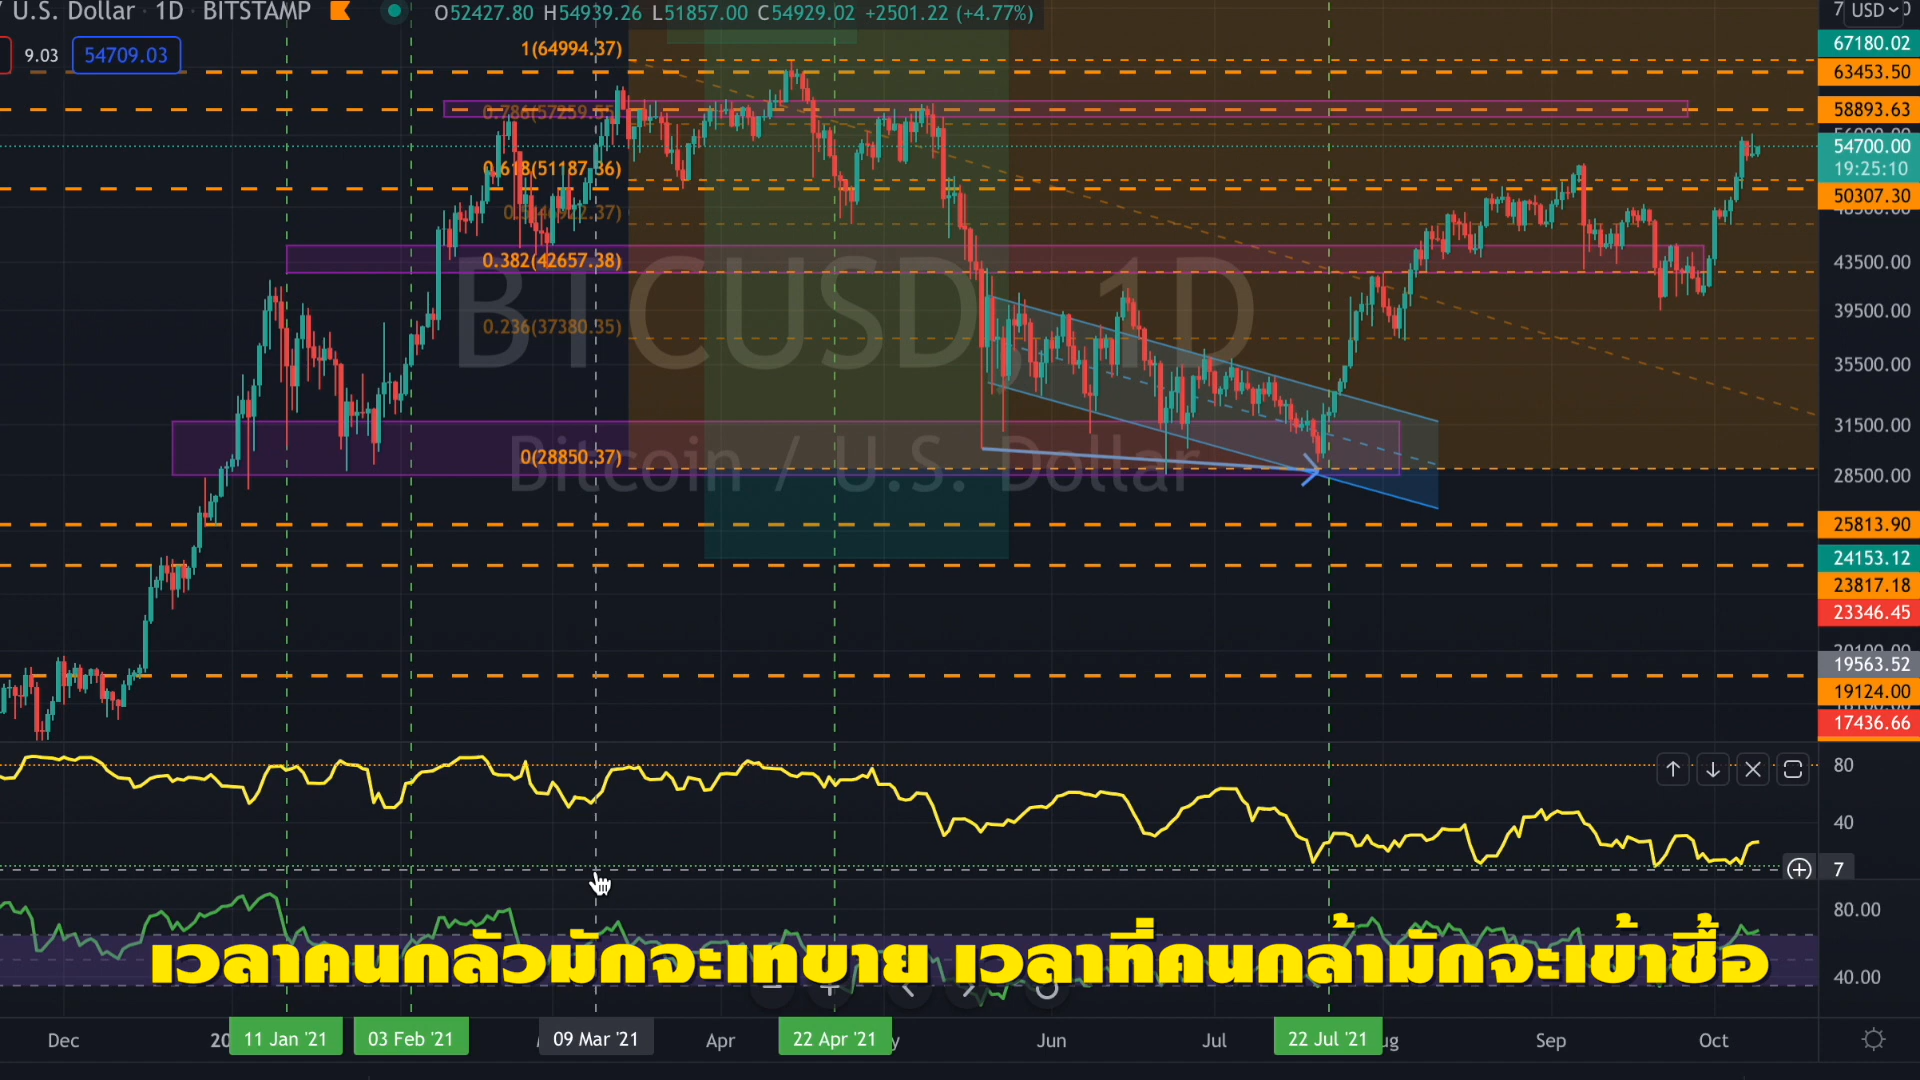 U.S. Dollar · 1D · BITSTAMP
O52427.80 H54939.26 L51857.00 C54929.02 +2501.22 (+4.77%)
USD
9.03
54709.03
1(64994.37)
0.786(57259.55)
0.618(51187.36)
0.382(42657.38)
0.236(37380.35)
0(28850.37)
BTCUSD, 1D
Bitcoin / U.S. Dollar
67180.02
63453.50
58893.63
54700.00
19:25:10
50307.30
43500.00
39500.00
35500.00
31500.00
28500.00
25813.90
24153.12
23817.18
23346.45
19563.52
19124.00
17436.66
80
40
7
80.00
40.00
เวลาคนกลัวมักจะเทขาย เวลาที่คนกล้ามักจะเข้าซื้อ
Dec
11 Jan '21
03 Feb '21
09 Mar '21
Apr
22 Apr '21
Jun
Jul
22 Jul '21
Sep
Oct